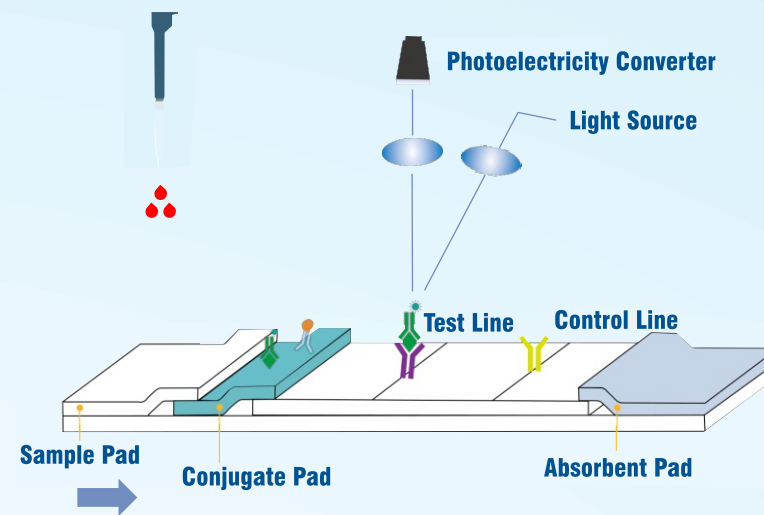 Photoelectricity Converter
Light Source
Test Line
Control Line
Sample Pad
Conjugate Pad
Absorbent Pad